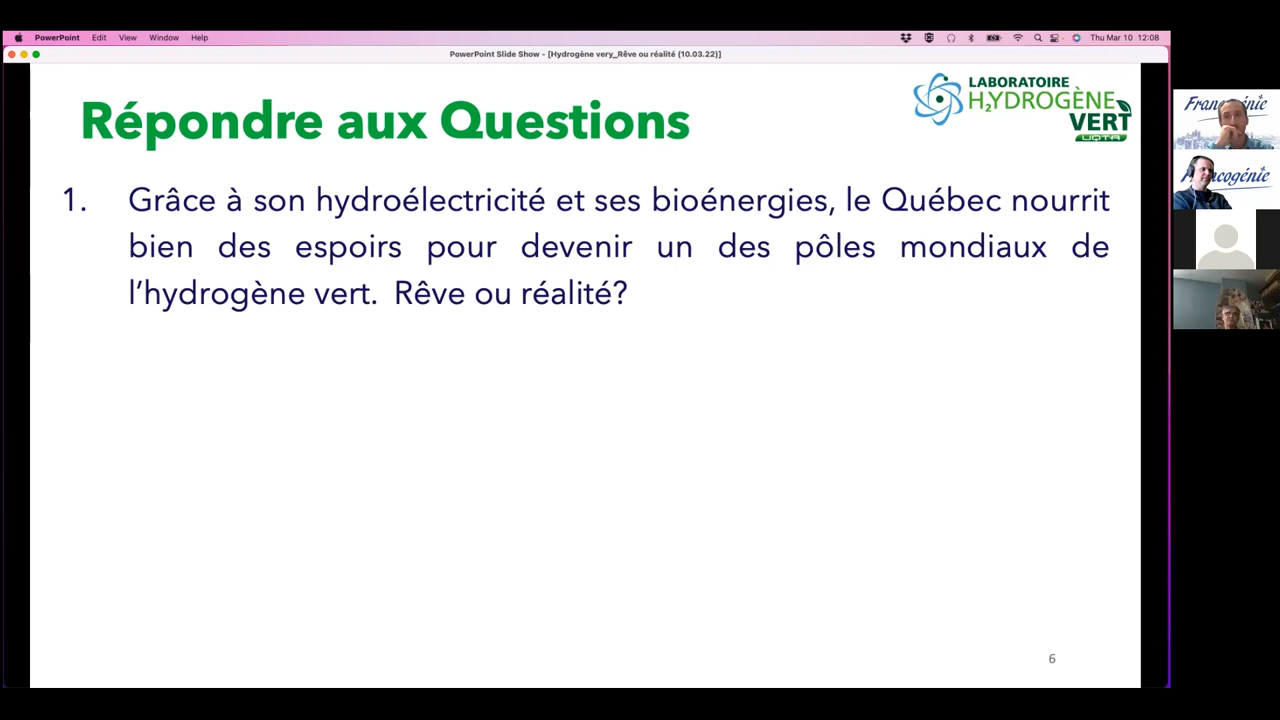 PowerPoint Edit View Window Help Thu Mar 10 12:08
PowerPoint Slide Show - [Hydrogène very_Rêve ou réalité (10.03.22)]
Répondre aux Questions
LABORATOIRE
H2YDROGÈNE
VERT
UQTR
1. Grâce à son hydroélectricité et ses bioénergies, le Québec nourrit
bien des espoirs pour devenir un des pôles mondiaux de
l’hydrogène vert. Rêve ou réalité?
6